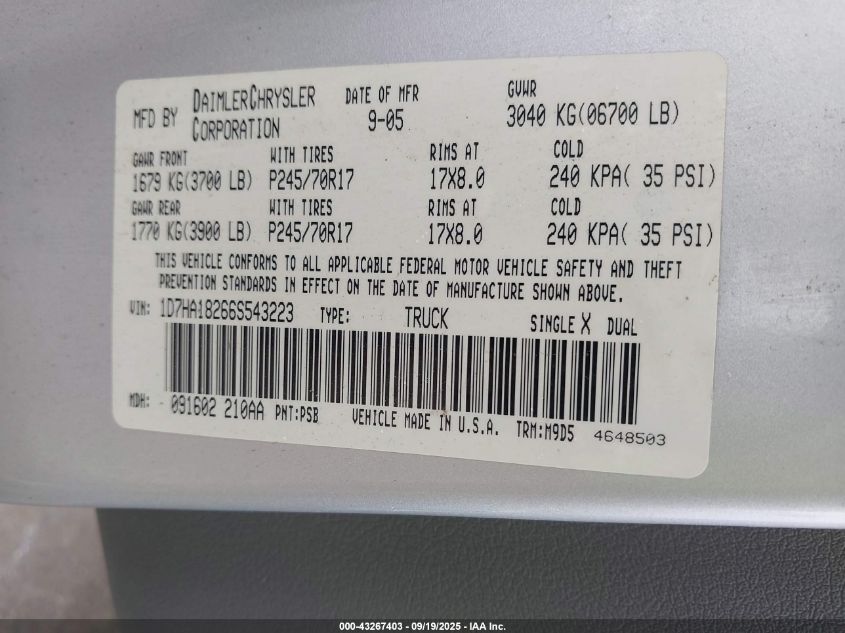 MFD BY DAIMLERCHRYSLER CORPORATION DATE OF MFR 9-05 GVWR 3040 KG(06700 LB)
GAWR FRONT WITH TIRES RIMS AT COLD
1679 KG(3700 LB) P245/70R17 17X8.0 240 KPA( 35 PSI)
GAWR REAR WITH TIRES RIMS AT COLD
1770 KG(3900 LB) P245/70R17 17X8.0 240 KPA( 35 PSI)
THIS VEHICLE CONFORMS TO ALL APPLICABLE FEDERAL MOTOR VEHICLE SAFETY AND THEFT
PREVENTION STANDARDS IN EFFECT ON THE DATE OF MANUFACTURE SHOWN ABOVE.
VIN: 1D7HA18266S543223 TYPE: TRUCK SINGLE X DUAL
MDH: 091602 210AA PNT:PSB VEHICLE MADE IN U.S.A. TRM:M9D5 4648503
000-43267403 - 09/19/2025 - IAA Inc.